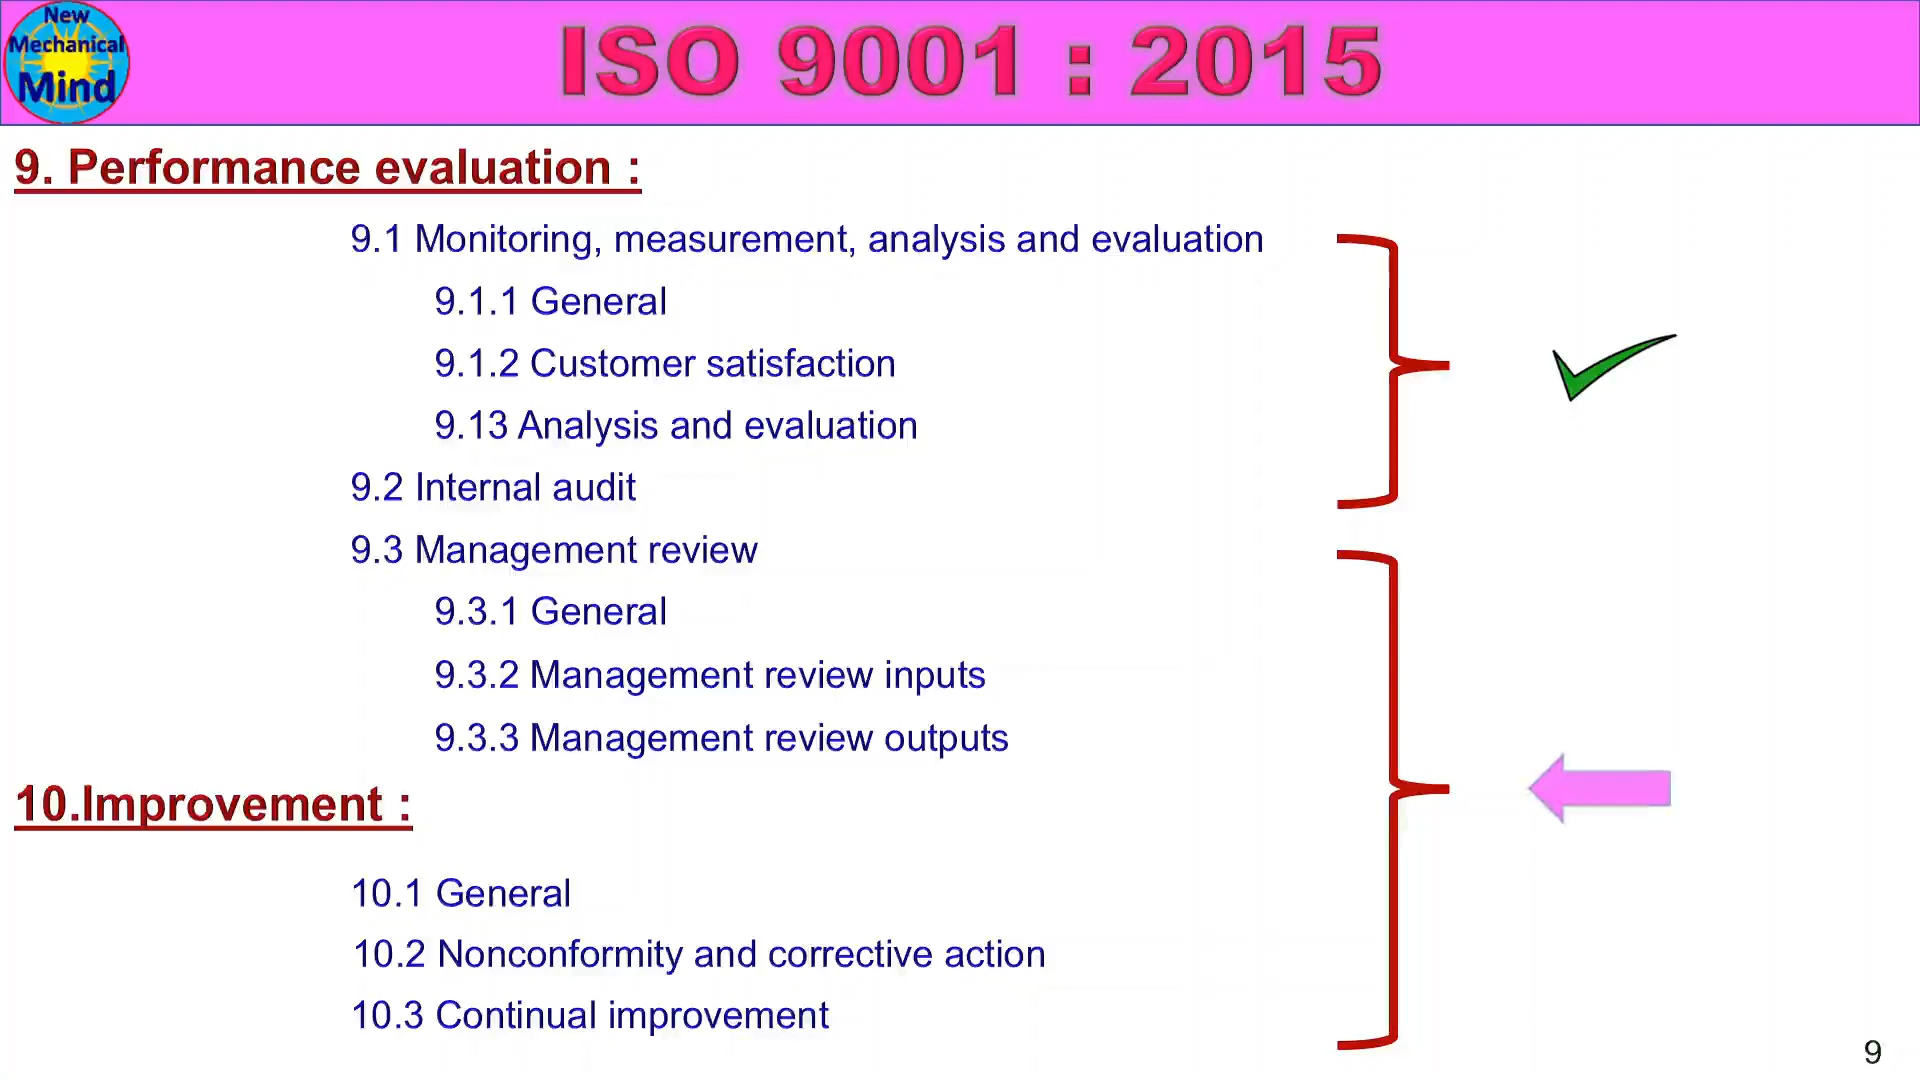 New
Mechanical
Mind
ISO 9001 : 2015
9. Performance evaluation :
9.1 Monitoring, measurement, analysis and evaluation
9.1.1 General
9.1.2 Customer satisfaction
9.13 Analysis and evaluation
9.2 Internal audit
9.3 Management review
9.3.1 General
9.3.2 Management review inputs
9.3.3 Management review outputs
10.Improvement :
10.1 General
10.2 Nonconformity and corrective action
10.3 Continual improvement
9